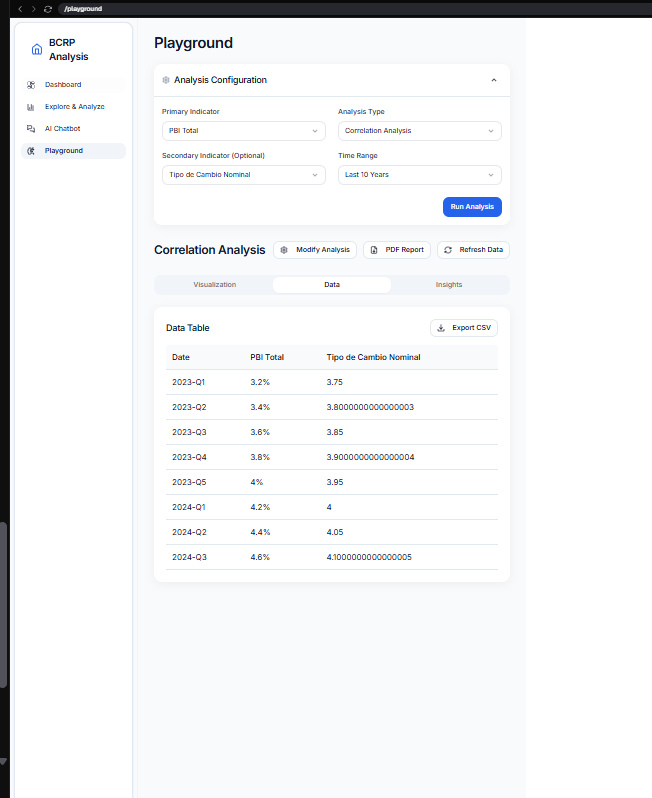 /playground
BCRP
Analysis
Dashboard
Explore & Analyze
AI Chatbot
Playground
Playground
Analysis Configuration
Primary Indicator
Analysis Type
PBI Total
Correlation Analysis
Secondary Indicator (Optional)
Time Range
Tipo de Cambio Nominal
Last 10 Years
Run Analysis
Correlation Analysis
Modify Analysis
PDF Report
Refresh Data
Visualization
Data
Insights
Data Table
Export CSV
Date PBI Total Tipo de Cambio Nominal
2023-Q1 3.2% 3.75
2023-Q2 3.4% 3.8000000000000003
2023-Q3 3.6% 3.85
2023-Q4 3.8% 3.9000000000000004
2023-Q5 4% 3.95
2024-Q1 4.2% 4
2024-Q2 4.4% 4.05
2024-Q3 4.6% 4.1000000000000005